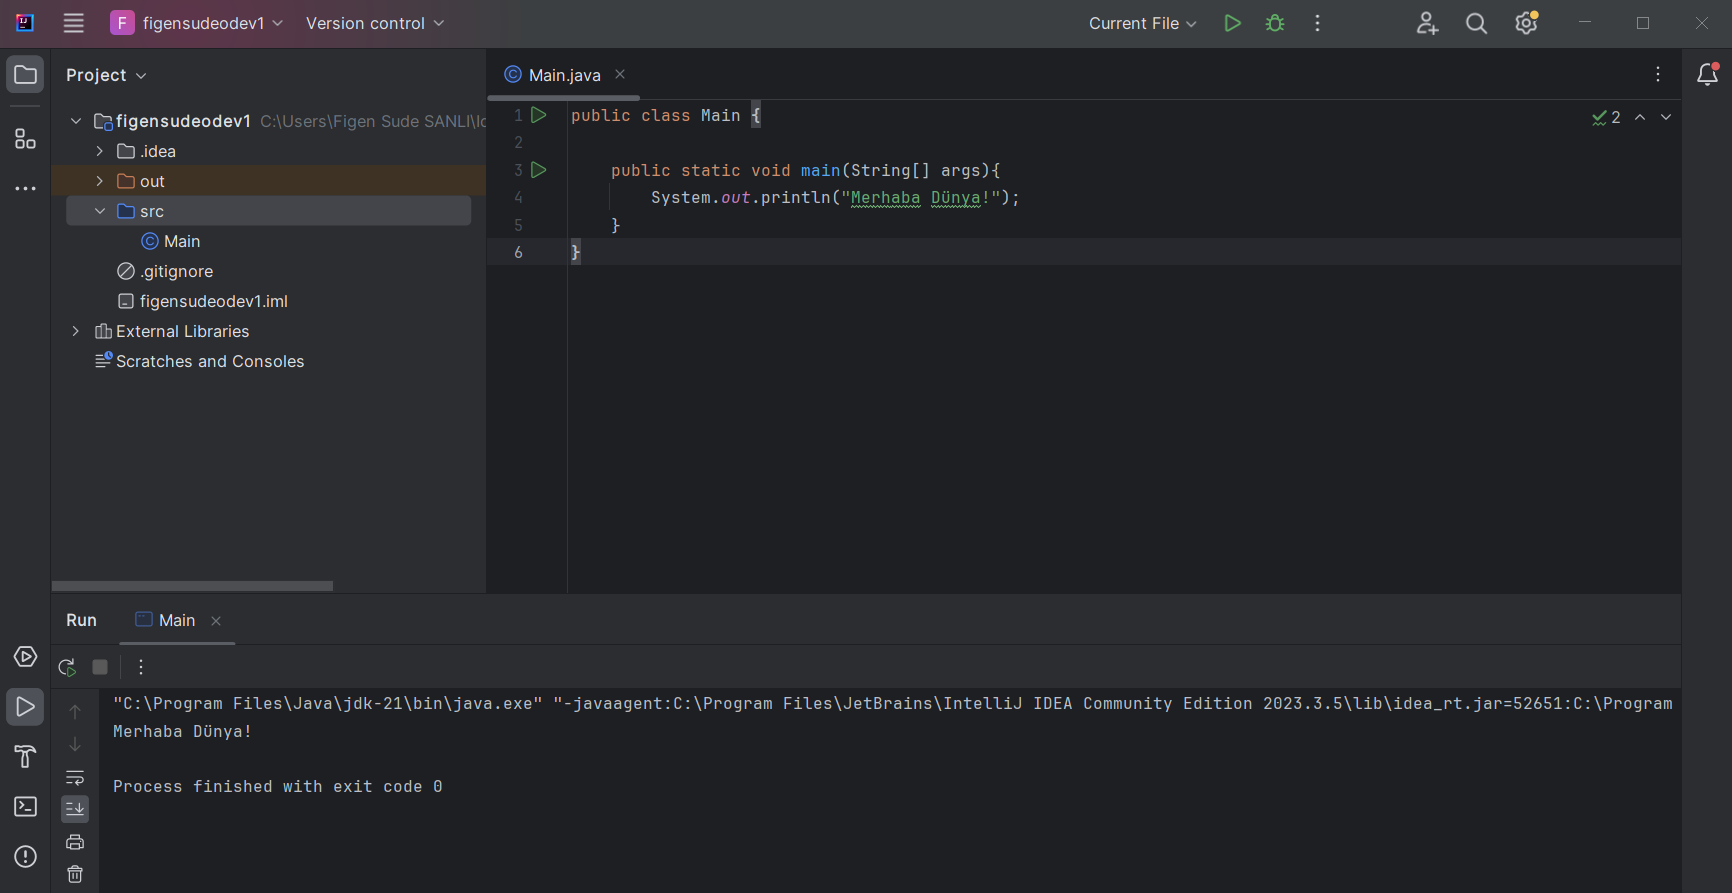 F figensudeodev1 Version control Current File
Project
Main.java
figensudeodev1 C:\Users\Figen Sude SANLI\Ic
.idea
out
src
Main
.gitignore
figensudeodev1.iml
External Libraries
Scratches and Consoles
1 public class Main {
2
3 public static void main(String[] args){
4 System.out.println("Merhaba Dünya!");
5 }
6 }
2
Run Main
"C:\Program Files\Java\jdk-21\bin\java.exe" "-javaagent:C:\Program Files\JetBrains\IntelliJ IDEA Community Edition 2023.3.5\lib\idea_rt.jar=52651:C:\Program
Merhaba Dünya!
Process finished with exit code 0